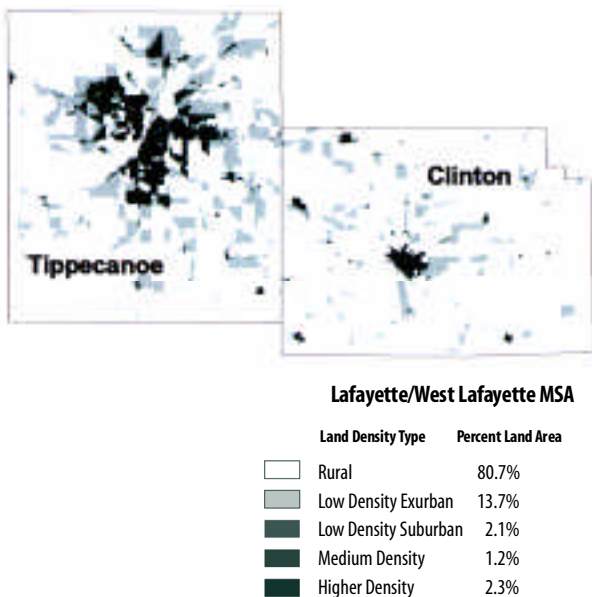 Clinton
Tippecanoe
Lafayette/West Lafayette MSA
Land Density Type Percent Land Area
Rural 80.7%
Low Density Exurban 13.7%
Low Density Suburban 2.1%
Medium Density 1.2%
Higher Density 2.3%